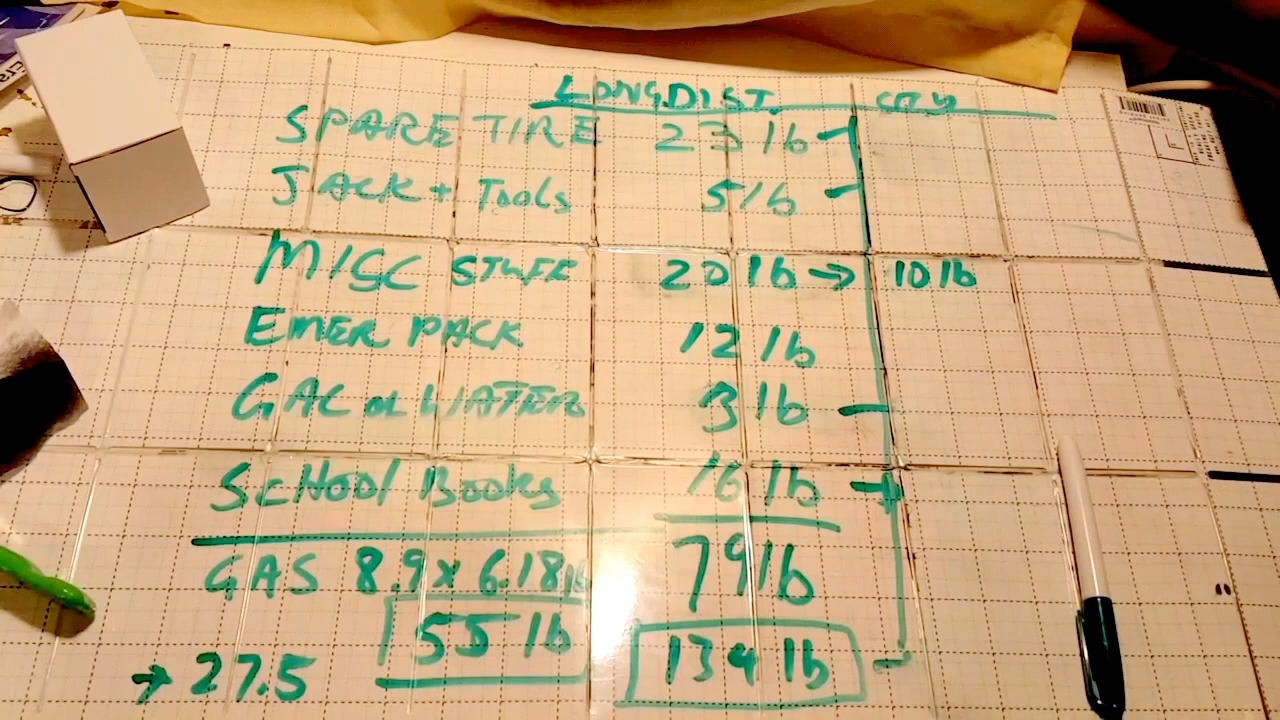 LONG DIST. CITY
SPARE TIRE 23 lb
JACK + Tools 5 lb
MISC STUFF 20 lb → 10 lb
EMER PACK 12 lb
GAL OF WATER 3 lb
SCHOOl BOOks 16 lb
GAS 8.9 x 6.18 lb 79 lb
55 lb 134 lb
→ 27.5